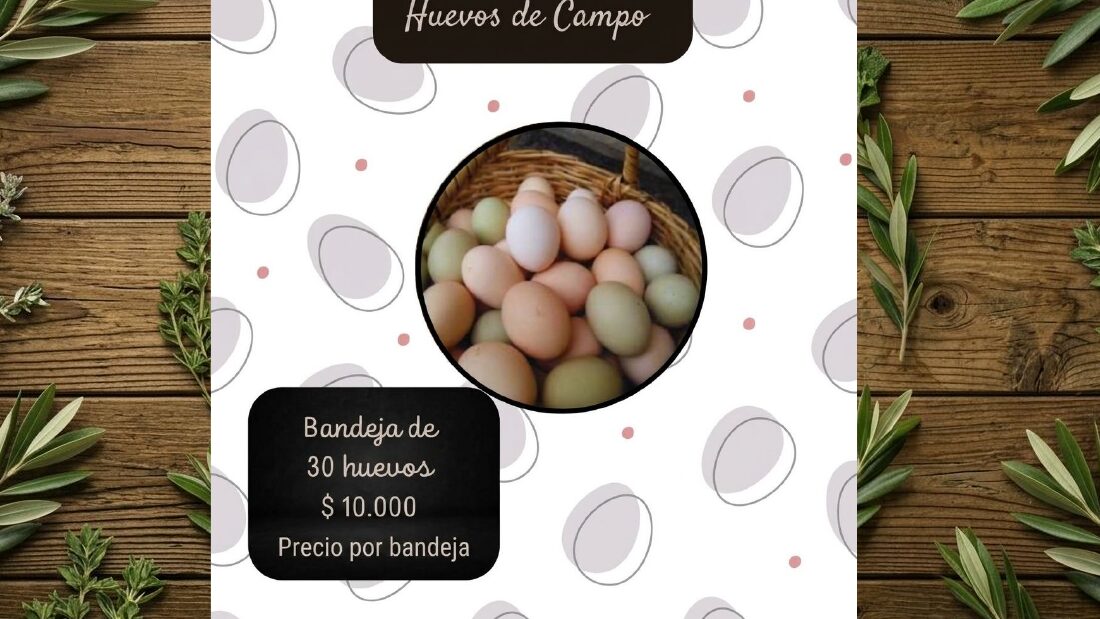 Huevos de Campo
Bandeja de
30 huevos
$ 10.000
Precio por bandeja